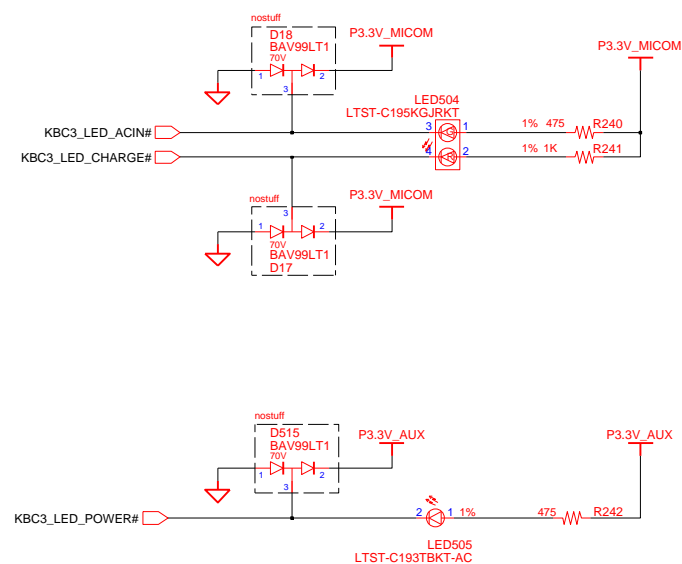 nostuff
D18
BAV99LT1
70V
1
2
3
P3.3V_MICOM
P3.3V_MICOM
LED504
LTST-C195KGJRKT
KBC3_LED_ACIN#
3
G
1
1% 475
R240
KBC3_LED_CHARGE#
4
R
2
1% 1K
R241
nostuff
P3.3V_MICOM
3
1
2
70V
BAV99LT1
D17
nostuff
D515
BAV99LT1
70V
1
2
3
P3.3V_AUX
P3.3V_AUX
KBC3_LED_POWER#
2
1
1%
475
R242
LED505
LTST-C193TBKT-AC